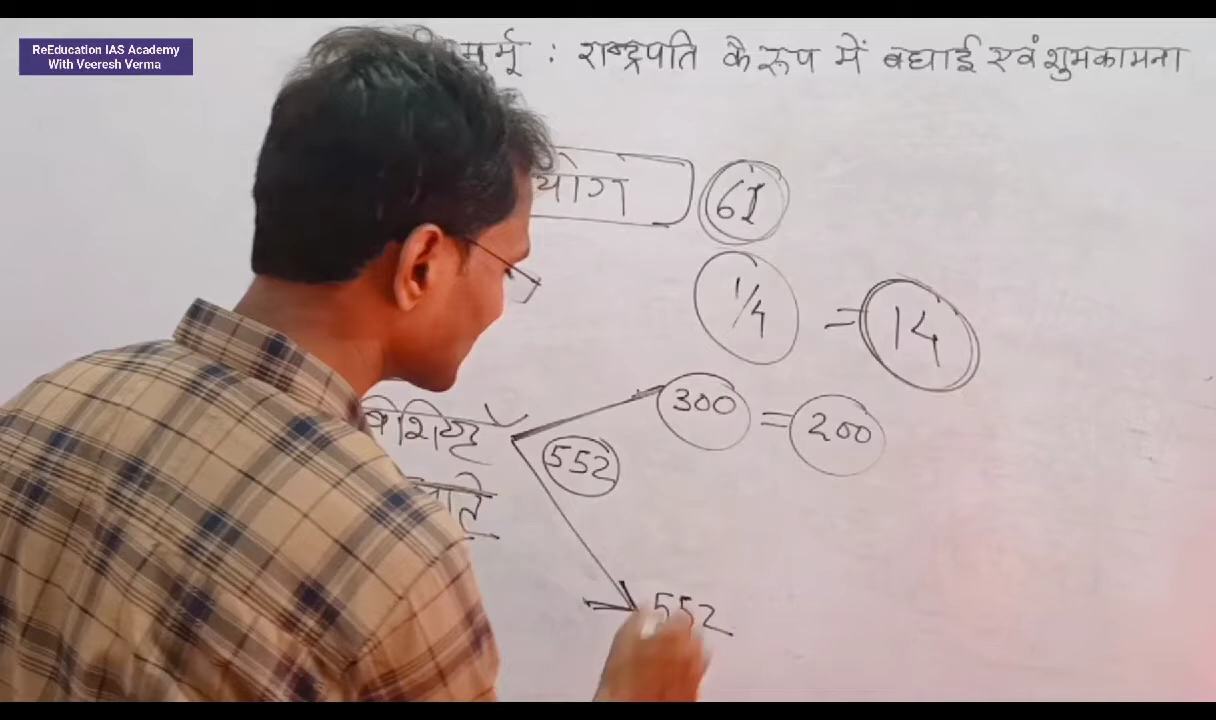 ReEducation IAS Academy
With Veeresh Verma
मुर्मू : राष्ट्रपति के रूप में बधाई एवं शुभकामना
योग 61
1/4 = 14
300 = 200
552
552